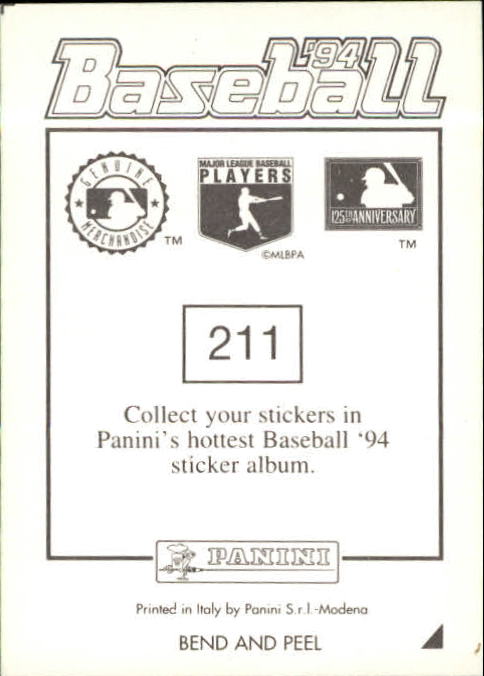 Baseball '94
GENUINE
MERCHANDISE
TM
MAJOR LEAGUE BASEBALL
PLAYERS
©MLBPA
125TH ANNIVERSARY
TM
211
Collect your stickers in
Panini's hottest Baseball ‘94
sticker album.
PANINI
Printed in Italy by Panini S.r.l.-Modena
BEND AND PEEL